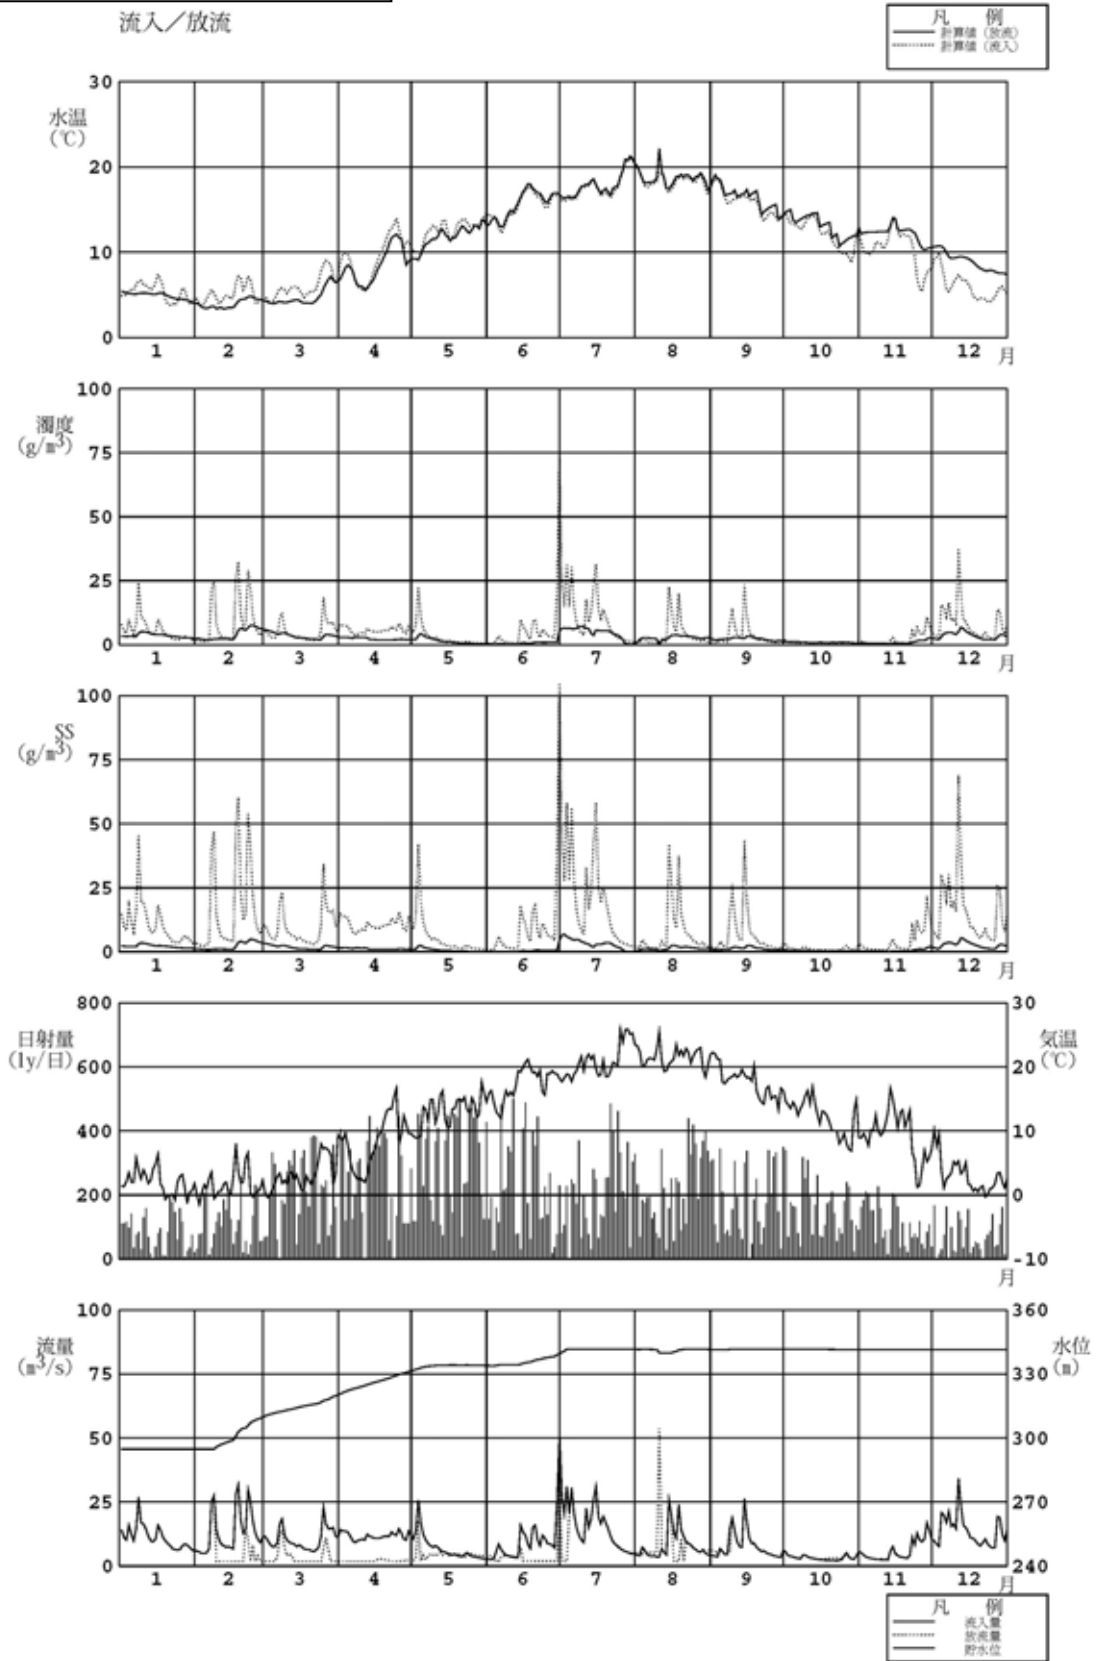 流入／放流
凡 例
計算値（放流）
計算値（流入）
水温
（℃）
30
20
10
0
1 2 3 4 5 6 7 8 9 10 11 12 月
濁度
（g/m³）
100
75
50
25
0
1 2 3 4 5 6 7 8 9 10 11 12 月
SS
（g/m³）
100
75
50
25
0
1 2 3 4 5 6 7 8 9 10 11 12 月
日射量
（ly/日）
800
600
400
200
0
気温
（℃）
30
20
10
0
-10
月
流量
（m³/s）
100
75
50
25
0
水位
（m）
360
330
300
270
240
1 2 3 4 5 6 7 8 9 10 11 12 月
凡 例
流入量
放流量
貯水位